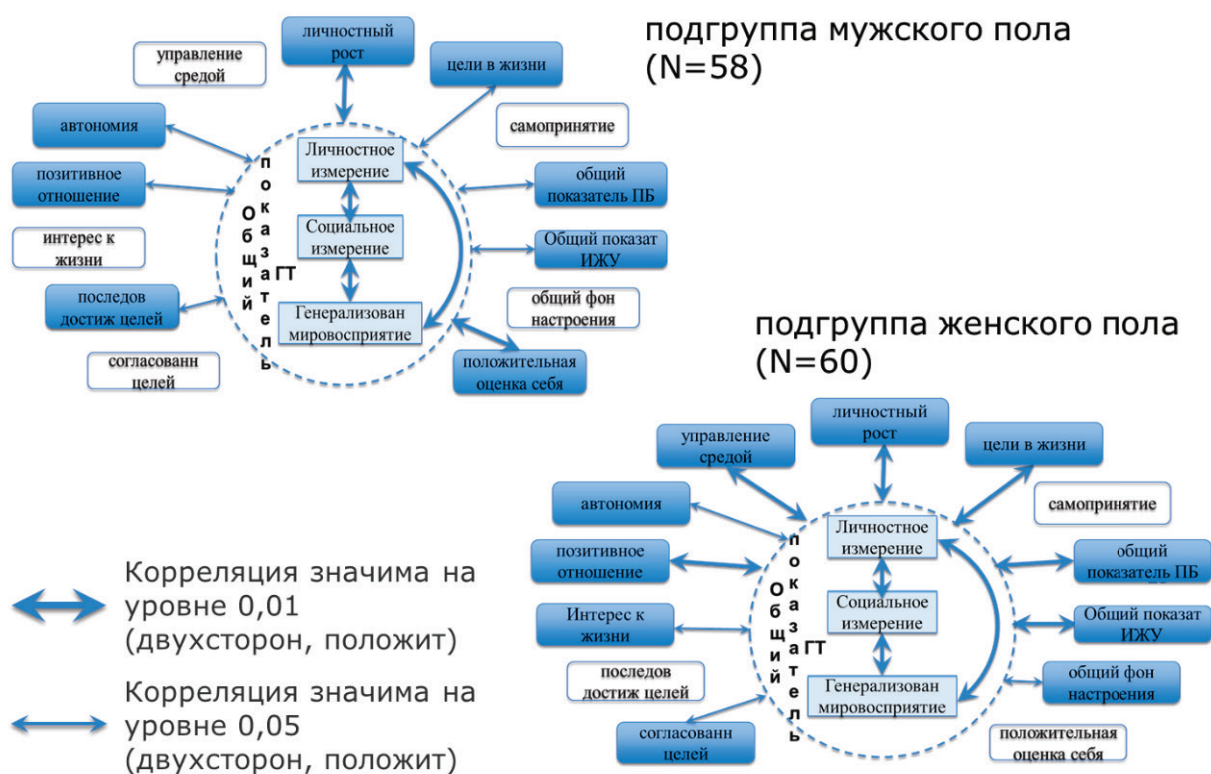 подгруппа мужского пола
(N=58)
личностный
рост
управление
средой
цели в жизни
автономия
самопринятие
позитивное
отношение
общий
показатель ПБ
интерес к
жизни
Общий показат
ИЖУ
последов
достиж целей
общий фон
настроения
согласованн
целей
положительная
оценка себя
Общий
показатель
ГТ
Личностное
измерение
Социальное
измерение
Генерализован
мировосприятие
подгруппа женского пола
(N=60)
личностный
рост
управление
средой
цели в жизни
автономия
самопринятие
позитивное
отношение
общий
показатель ПБ
Интерес к
жизни
Общий показат
ИЖУ
последов
достиж целей
общий фон
настроения
согласованн
целей
положительная
оценка себя
Общий
показатель
ГТ
Личностное
измерение
Социальное
измерение
Генерализован
мировосприятие
Корреляция значима на
уровне 0,01
(двухсторон, положит)
Корреляция значима на
уровне 0,05
(двухсторон, положит)